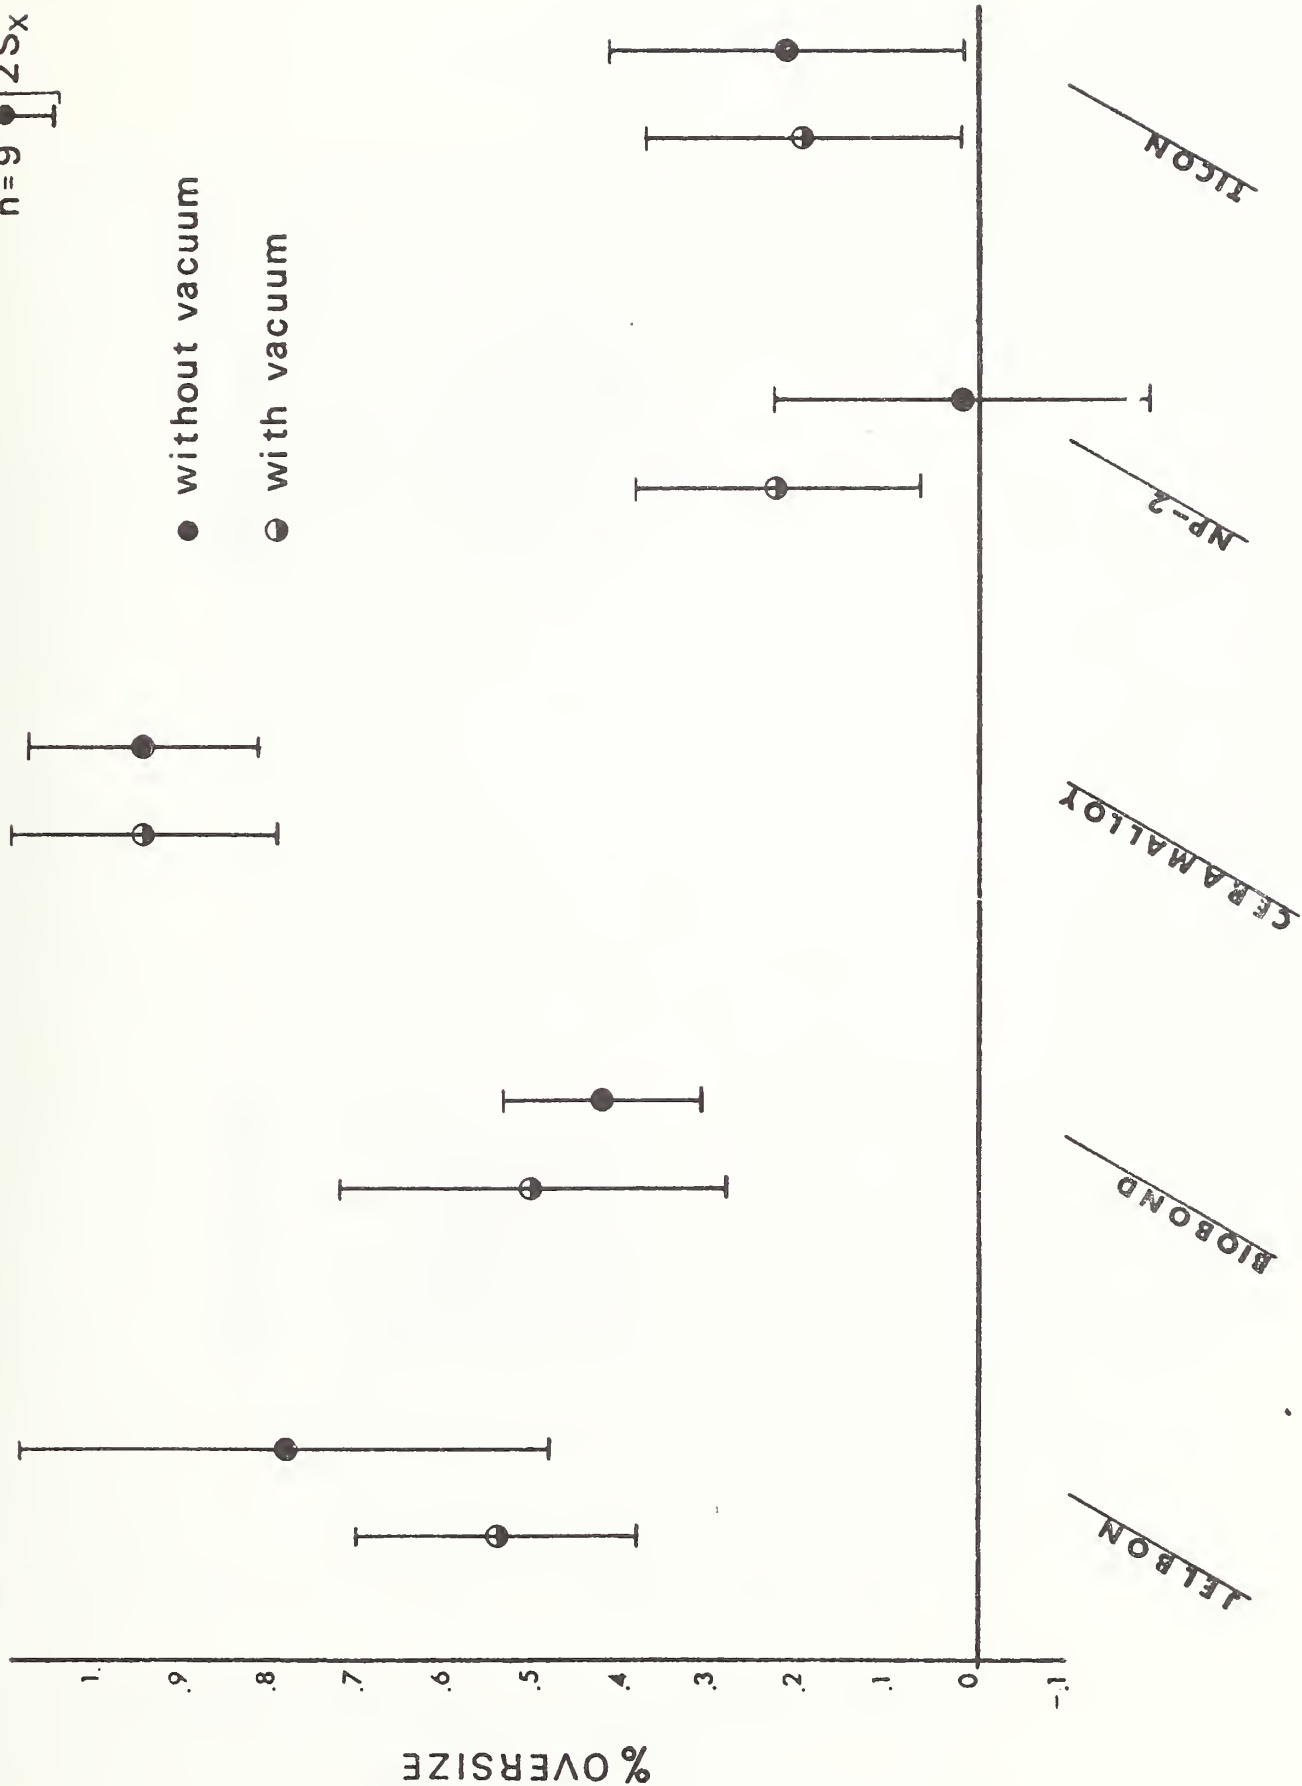 n=9 2Sx
● without vacuum
◑ with vacuum
% OVERSIZE
1.
.9
.8
.7
.6
.5
.4
.3
.2
.1
0
-.1
JELBON
BIOBOND
CERAMALLOY
NP-2
TICON